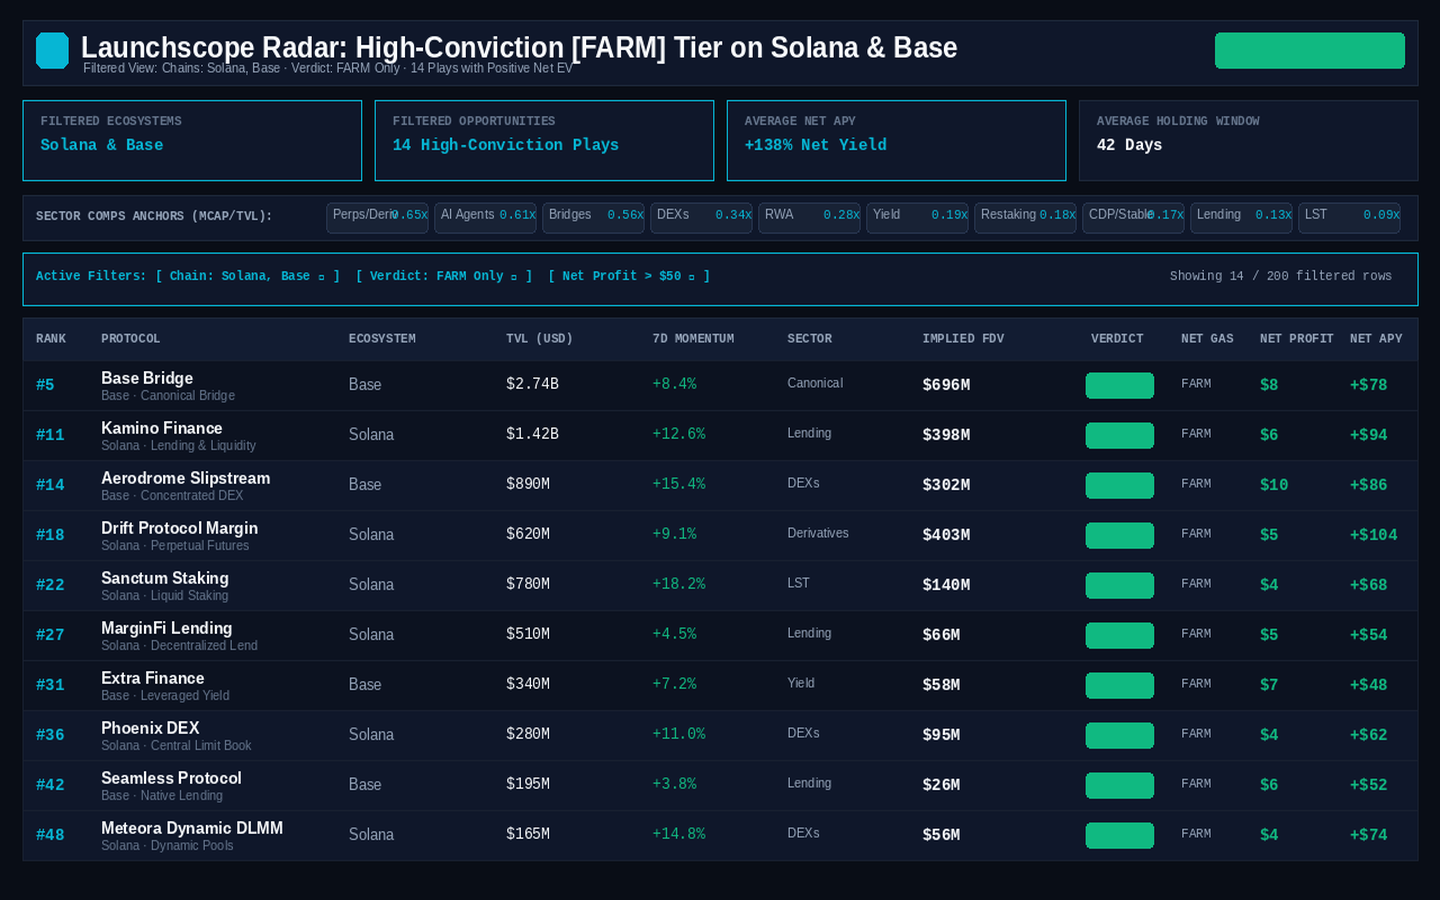 Launchscope Radar: High-Conviction [FARM] Tier on Solana & Base
Filtered View: Chains: Solana, Base · Verdict: FARM Only · 14 Plays with Positive Net EV
FILTERED ECOSYSTEMS
Solana & Base
FILTERED OPPORTUNITIES
14 High-Conviction Plays
AVERAGE NET APY
+138% Net Yield
AVERAGE HOLDING WINDOW
42 Days
SECTOR COMPS ANCHORS (MCAP/TVL): Perps/Deriv 0.65x AI Agents 0.61x Bridges 0.56x DEXs 0.34x RWA 0.28x Yield 0.19x Restaking 0.18x CDP/Stable 0.17x Lending 0.13x LST 0.09x
Active Filters: [ Chain: Solana, Base ] [ Verdict: FARM Only ] [ Net Profit > $50 ] Showing 14 / 200 filtered rows
RANK PROTOCOL ECOSYSTEM TVL (USD) 7D MOMENTUM SECTOR IMPLIED FDV VERDICT NET GAS NET PROFIT NET APY
#5 Base Bridge Base $2.74B +8.4% Canonical $696M FARM $8 +$78
Base · Canonical Bridge
#11 Kamino Finance Solana $1.42B +12.6% Lending $398M FARM $6 +$94
Solana · Lending & Liquidity
#14 Aerodrome Slipstream Base $890M +15.4% DEXs $302M FARM $10 +$86
Base · Concentrated DEX
#18 Drift Protocol Margin Solana $620M +9.1% Derivatives $403M FARM $5 +$104
Solana · Perpetual Futures
#22 Sanctum Staking Solana $780M +18.2% LST $140M FARM $4 +$68
Solana · Liquid Staking
#27 MarginFi Lending Solana $510M +4.5% Lending $66M FARM $5 +$54
Solana · Decentralized Lend
#31 Extra Finance Base $340M +7.2% Yield $58M FARM $7 +$48
Base · Leveraged Yield
#36 Phoenix DEX Solana $280M +11.0% DEXs $95M FARM $4 +$62
Solana · Central Limit Book
#42 Seamless Protocol Base $195M +3.8% Lending $26M FARM $6 +$52
Base · Native Lending
#48 Meteora Dynamic DLMM Solana $165M +14.8% DEXs $56M FARM $4 +$74
Solana · Dynamic Pools